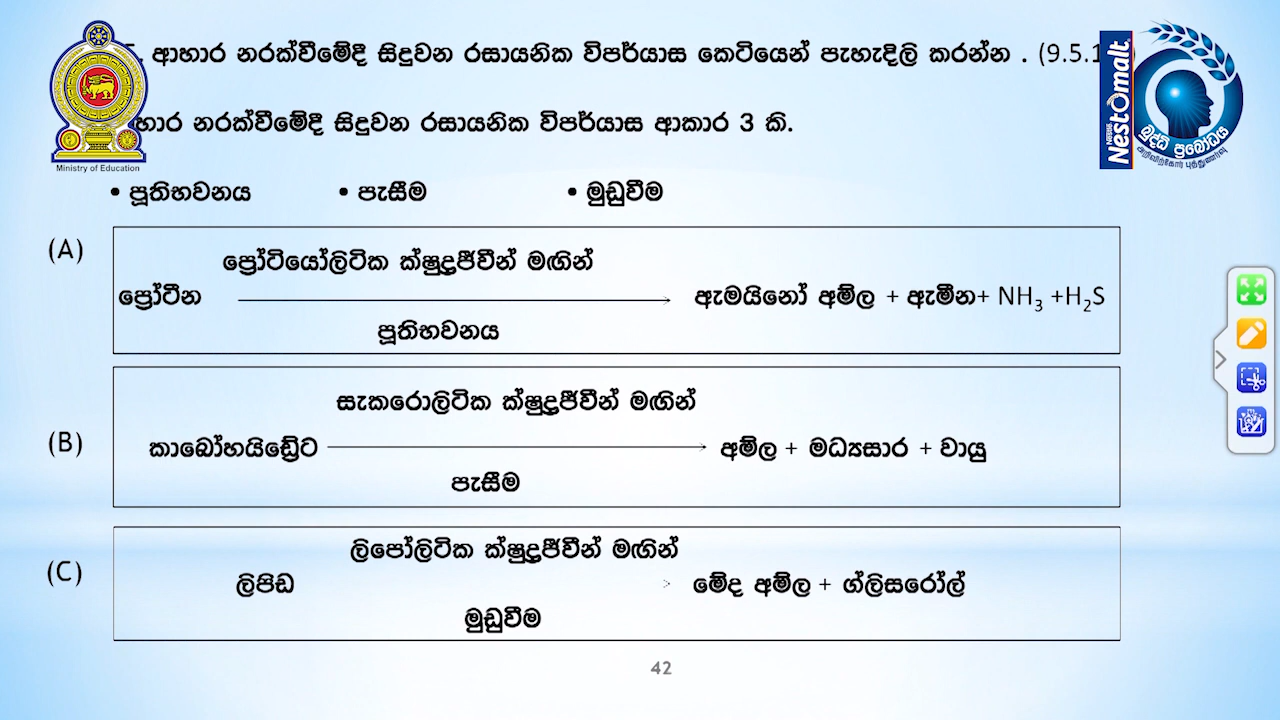 ආහාර නරක්වීමේදී සිදුවන රසායනික විපර්යාස කෙටියෙන් පැහැදිලි කරන්න . (9.5.1
නරක්වීමේදී සිදුවන රසායනික විපර්යාස ආකාර 3 කි.
• පූතිභවනය • පැසීම • මුඩුවීම
(A)
ප්‍රෝටියෝලිටික ක්ෂුද්‍රජීවීන් මඟින්
ප්‍රෝටීන ඇමයිනෝ අම්ල + ඇමීන+ NH3 +H2S
පූතිභවනය
(B)
සැකරොලිටික ක්ෂුද්‍රජීවීන් මඟින්
කාබෝහයිඩ්‍රේට අම්ල + මධ්‍යසාර + වායු
පැසීම
(C)
ලිපෝලිටික ක්ෂුද්‍රජීවීන් මඟින්
ලිපිඩ මේද අම්ල + ග්ලිසරෝල්
මුඩුවීම
42
Ministry of Education
Nestomalt
බුද්ධි ප්‍රබෝධය